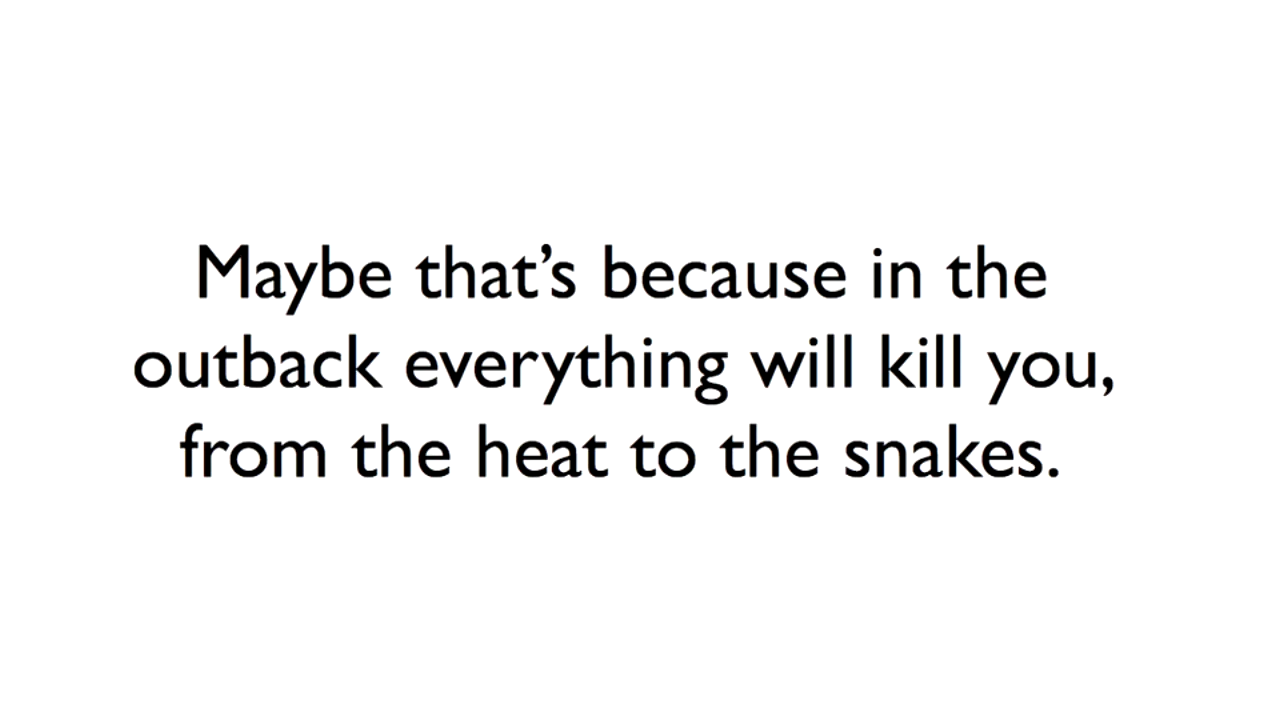 Maybe that’s because in the
outback everything will kill you,
from the heat to the snakes.